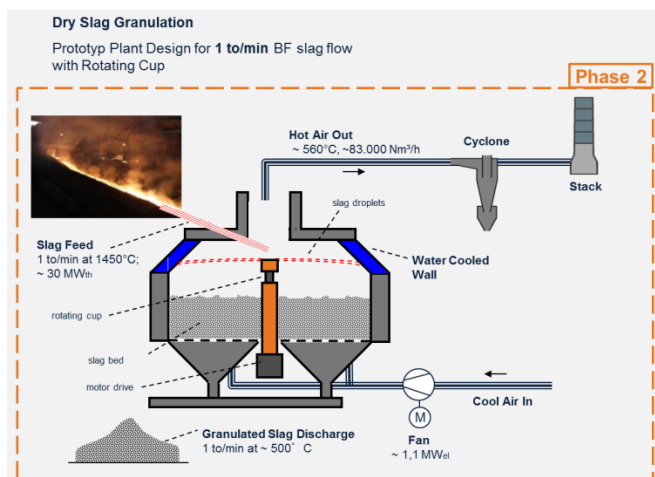 Dry Slag Granulation
Prototyp Plant Design for 1 to/min BF slag flow
with Rotating Cup
Phase 2
Hot Air Out
~ 560°C, ~83.000 Nm³/h
Cyclone
Stack
slag droplets
Slag Feed
1 to/min at 1450°C;
~ 30 MWth
Water Cooled
Wall
rotating cup
slag bed
motor drive
Cool Air In
M
Fan
~ 1,1 MWel
Granulated Slag Discharge
1 to/min at ~ 500° C